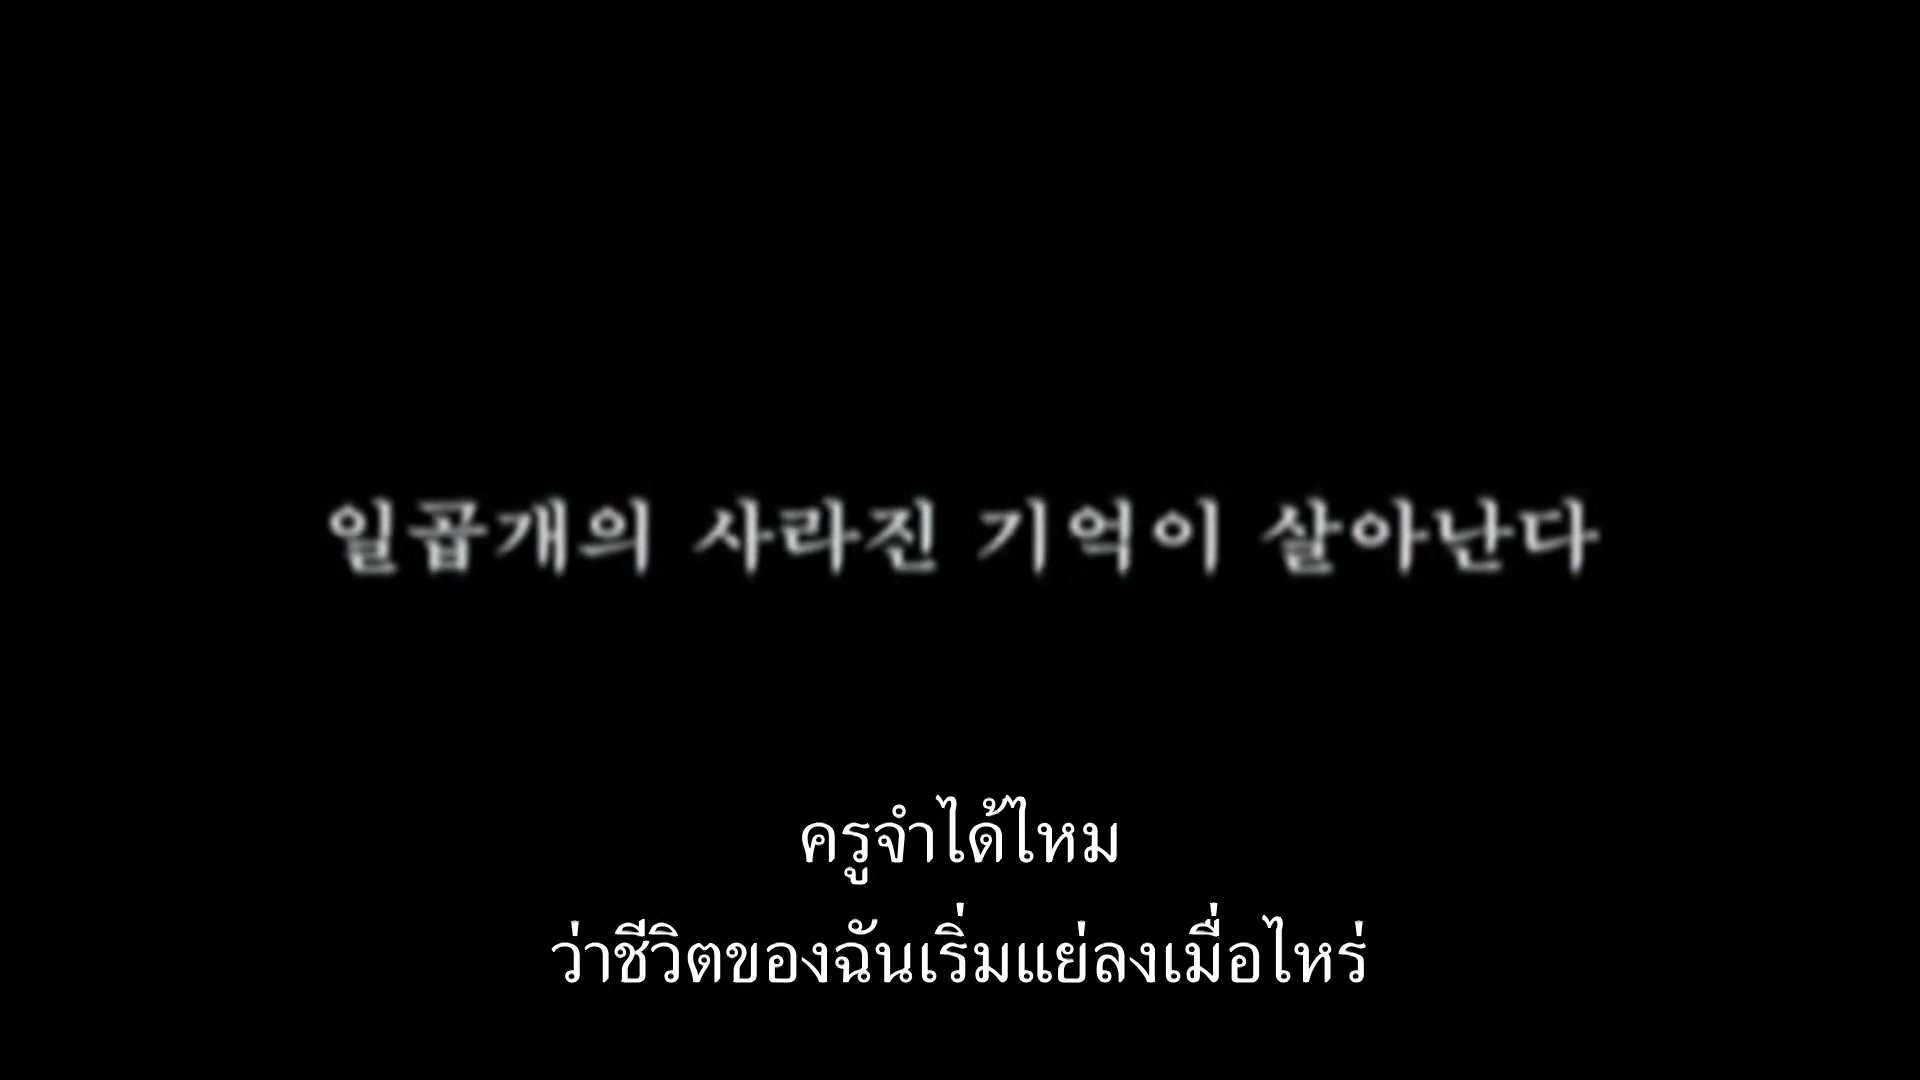 일곱개의 사라진 기억이 살아난다
ครูจำได้ไหม
ว่าชีวิตของฉันเริ่มแย่ลงเมื่อไหร่